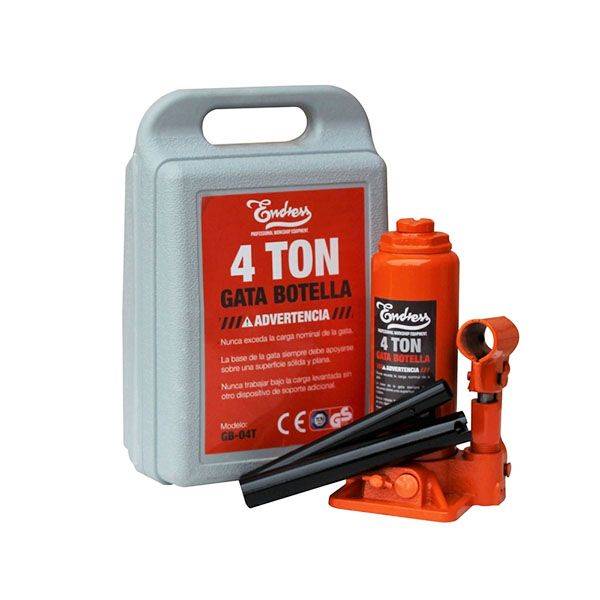 Endress
PROFESSIONAL WORKSHOP EQUIPMENT
4 TON
GATA BOTELLA
ADVERTENCIA
Nunca exceda la carga nominal de la gata.
La base de la gata siempre debe apoyarse
sobre una superficie sólida y plana.
Nunca trabajar bajo la carga levantada sin
otro dispositivo de soporte adicional.
Modelo:
GB-04T
CE
GS
Endress
PROFESSIONAL WORKSHOP EQUIPMENT
4 TON
GATA BOTELLA
ADVERTENCIA